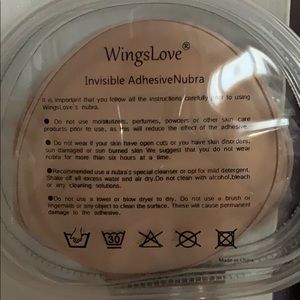 WingsLove®
Invisible AdhesiveNubra
It is important that you follow all the instructions carefully prior to using
WingsLove's nubra.
● Do not use moisturizers, perfumes, powders or other skin care
products prior to use, as this will reduce the effect of the adhesive.
● Do not wear if your skin have open cuts or you have skin disorders,
sun damaged or sun burned skin We suggest that you do not wear
nubra for more than six hours at a time.
●Recommended use a nubra's special cleanser or opt for mild detergent.
Shake off all excess water and air dry.Do not clean with alcohol,bleach
or any cleaning solutions.
●Do not use a tower or blow dryer to dry. Do not use a brush or
fingernails or any object to clean the surface. These will cause permanent
damage to the adhesive.
30
Made in China